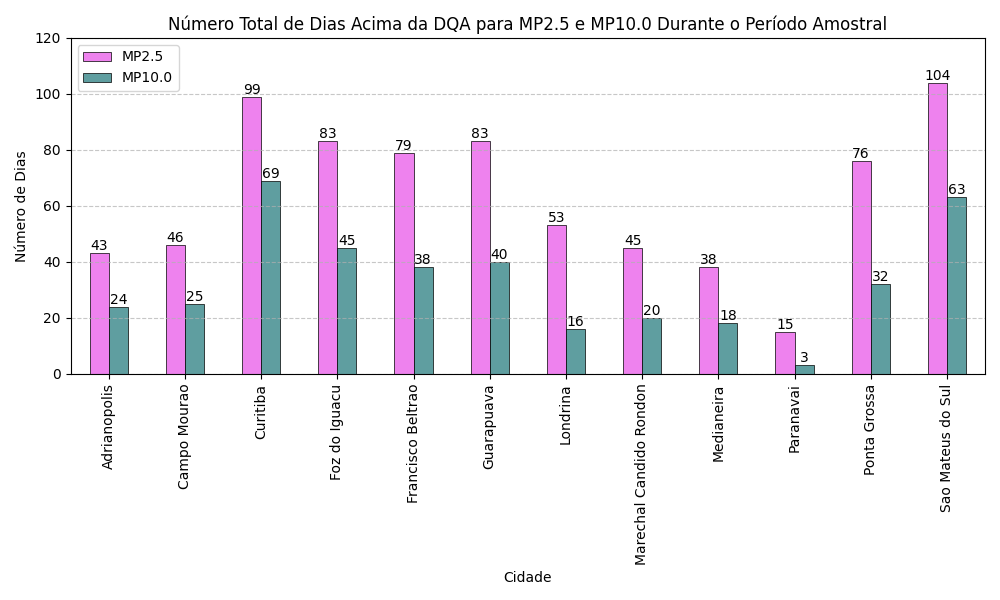 Número Total de Dias Acima da DQA para MP2.5 e MP10.0 Durante o Período Amostral
MP2.5
MP10.0
Número de Dias
120
100
80
60
40
20
0
43
24
46
25
99
69
83
45
79
38
83
40
53
16
45
20
38
18
15
3
76
32
104
63
Adrianopolis
Campo Mourao
Curitiba
Foz do Iguacu
Francisco Beltrao
Guarapuava
Londrina
Marechal Candido Rondon
Medianeira
Paranavai
Ponta Grossa
Sao Mateus do Sul
Cidade